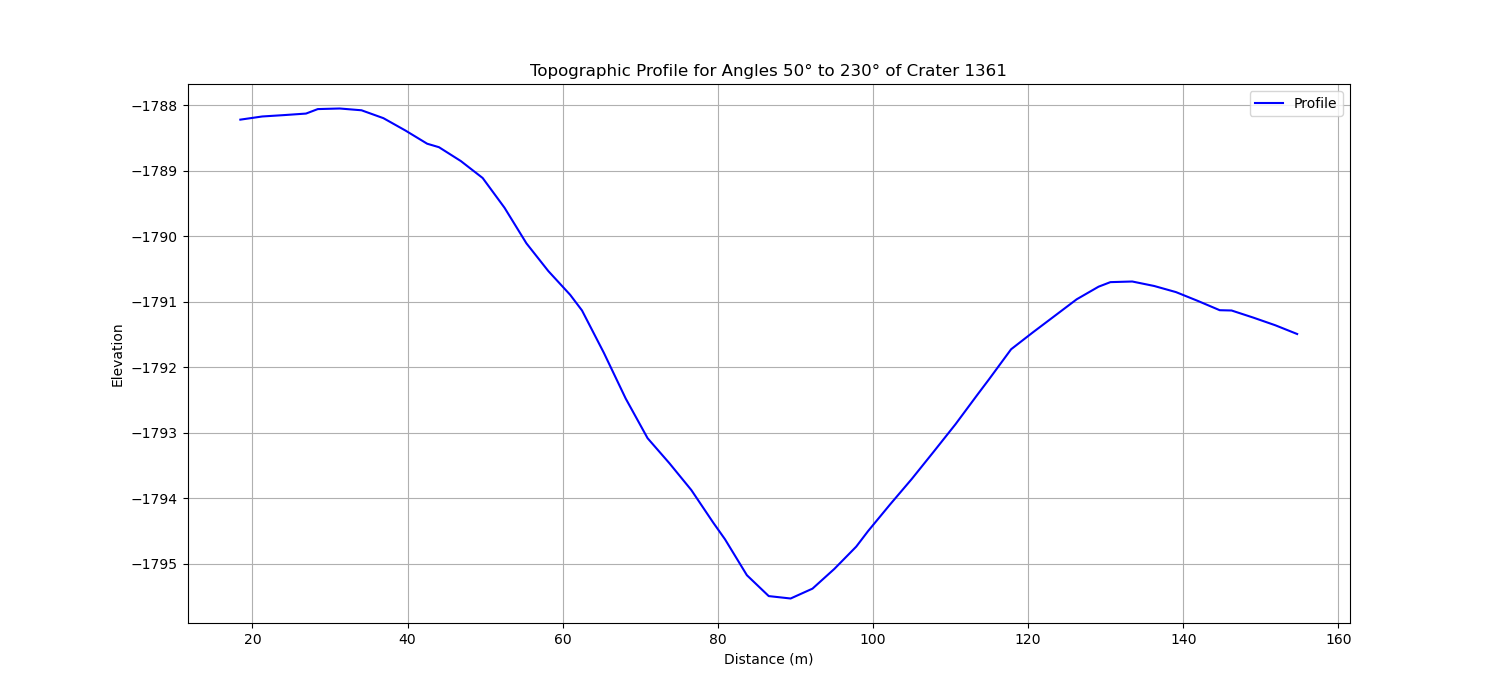 Topographic Profile for Angles 50° to 230° of Crater 1361
Profile
−1788
−1789
−1790
−1791
−1792
−1793
−1794
−1795
Elevation
20 40 60 80 100 120 140 160
Distance (m)